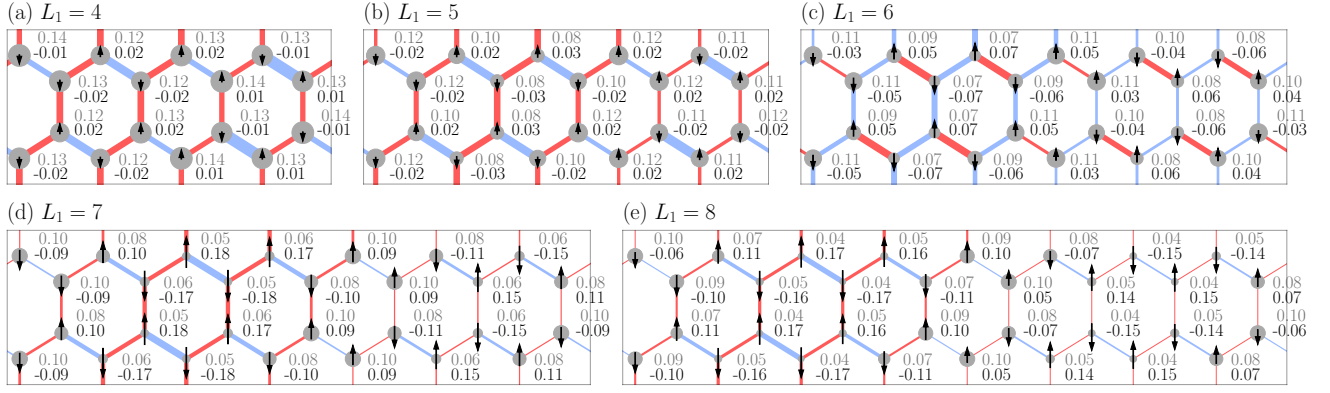 (a) L₁ = 4
0.14 0.12 0.13 0.13
-0.01 0.02 0.02 -0.01
0.13 0.12 0.14 0.13
-0.02 -0.02 0.01 0.01
0.12 0.13 0.13 0.14
0.02 0.02 -0.01 -0.01
0.13 0.12 0.14 0.13
-0.02 -0.02 0.01 0.01
(b) L₁ = 5
0.12 0.10 0.08 0.10 0.11
-0.02 0.02 0.03 0.02 -0.02
0.12 0.08 0.10 0.12 0.11
-0.02 -0.03 -0.02 0.02 0.02
0.10 0.08 0.10 0.11 0.12
0.02 0.03 0.02 -0.02 -0.02
0.12 0.08 0.10 0.12 0.11
-0.02 -0.03 -0.02 0.02 0.02
(c) L₁ = 6
0.11 0.09 0.07 0.11 0.10 0.08
-0.03 0.05 0.07 0.05 -0.04 -0.06
0.11 0.07 0.09 0.11 0.08 0.10
-0.05 -0.07 -0.06 0.03 0.06 0.04
0.09 0.07 0.11 0.10 0.08 0.11
0.05 0.07 0.05 -0.04 -0.06 -0.03
0.11 0.07 0.09 0.11 0.08 0.10
-0.05 -0.07 -0.06 0.03 0.06 0.04
(d) L₁ = 7
0.10 0.08 0.05 0.06 0.10 0.08 0.06
-0.09 0.10 0.18 0.17 0.09 -0.11 -0.15
0.10 0.06 0.05 0.08 0.10 0.06 0.08
-0.09 -0.17 -0.18 -0.10 0.09 0.15 0.11
0.08 0.05 0.06 0.10 0.08 0.06 0.10
0.10 0.18 0.17 0.09 -0.11 -0.15 -0.09
0.10 0.06 0.05 0.08 0.10 0.06 0.08
-0.09 -0.17 -0.18 -0.10 0.09 0.15 0.11
(e) L₁ = 8
0.10 0.07 0.04 0.05 0.09 0.08 0.04 0.05
-0.06 0.11 0.17 0.16 0.10 -0.07 -0.15 -0.14
0.09 0.05 0.04 0.07 0.10 0.05 0.04 0.08
-0.10 -0.16 -0.17 -0.11 0.05 0.14 0.15 0.07
0.07 0.04 0.05 0.09 0.08 0.04 0.05 0.10
0.11 0.17 0.16 0.10 -0.07 -0.15 -0.14 -0.06
0.09 0.05 0.04 0.07 0.10 0.05 0.04 0.08
-0.10 -0.16 -0.17 -0.11 0.05 0.14 0.15 0.07